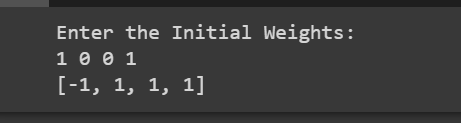 Enter the Initial Weights:
1 0 0 1
[-1, 1, 1, 1]